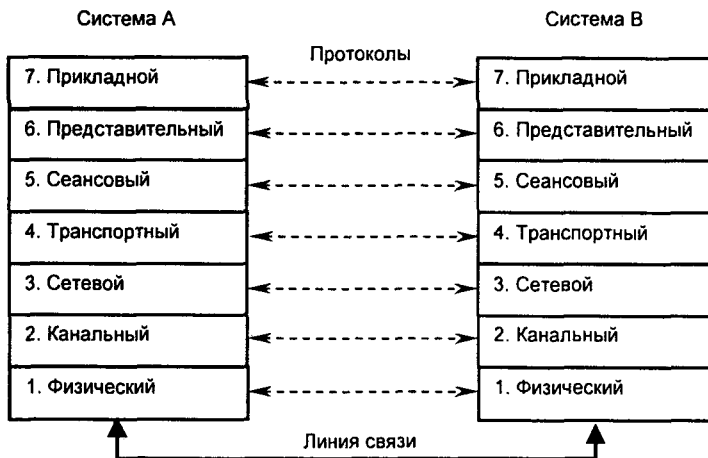 Система A
Система B
Протоколы
7. Прикладной
7. Прикладной
6. Представительный
6. Представительный
5. Сеансовый
5. Сеансовый
4. Транспортный
4. Транспортный
3. Сетевой
3. Сетевой
2. Канальный
2. Канальный
1. Физический
1. Физический
Линия связи